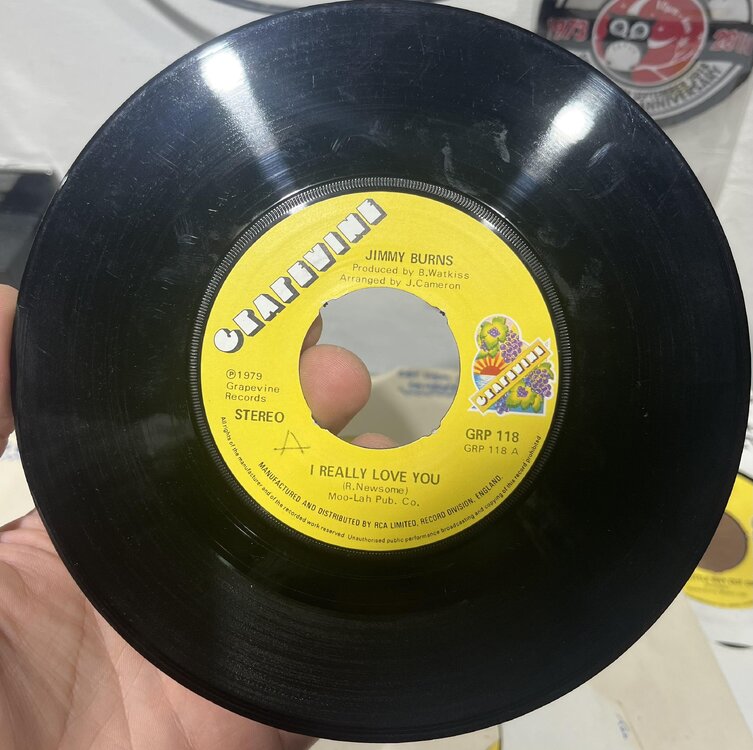 GRAPEVINE
JIMMY BURNS
Produced by B.Watkiss
Arranged by J.Cameron
℗1979
Grapevine
Records
STEREO
A
GRAPEVINE
GRP 118
GRP 118 A
I REALLY LOVE YOU
(R.Newsome)
Moo-Lah Pub. Co.
MANUFACTURED AND DISTRIBUTED BY RCA LIMITED, RECORD DIVISION, ENGLAND.
All rights of the manufacturer and of the recorded work reserved Unauthorised public performance broadcasting and copying of this record prohibited
1973
ANNIVERSARY